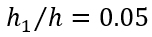 h₁/h = 0.05